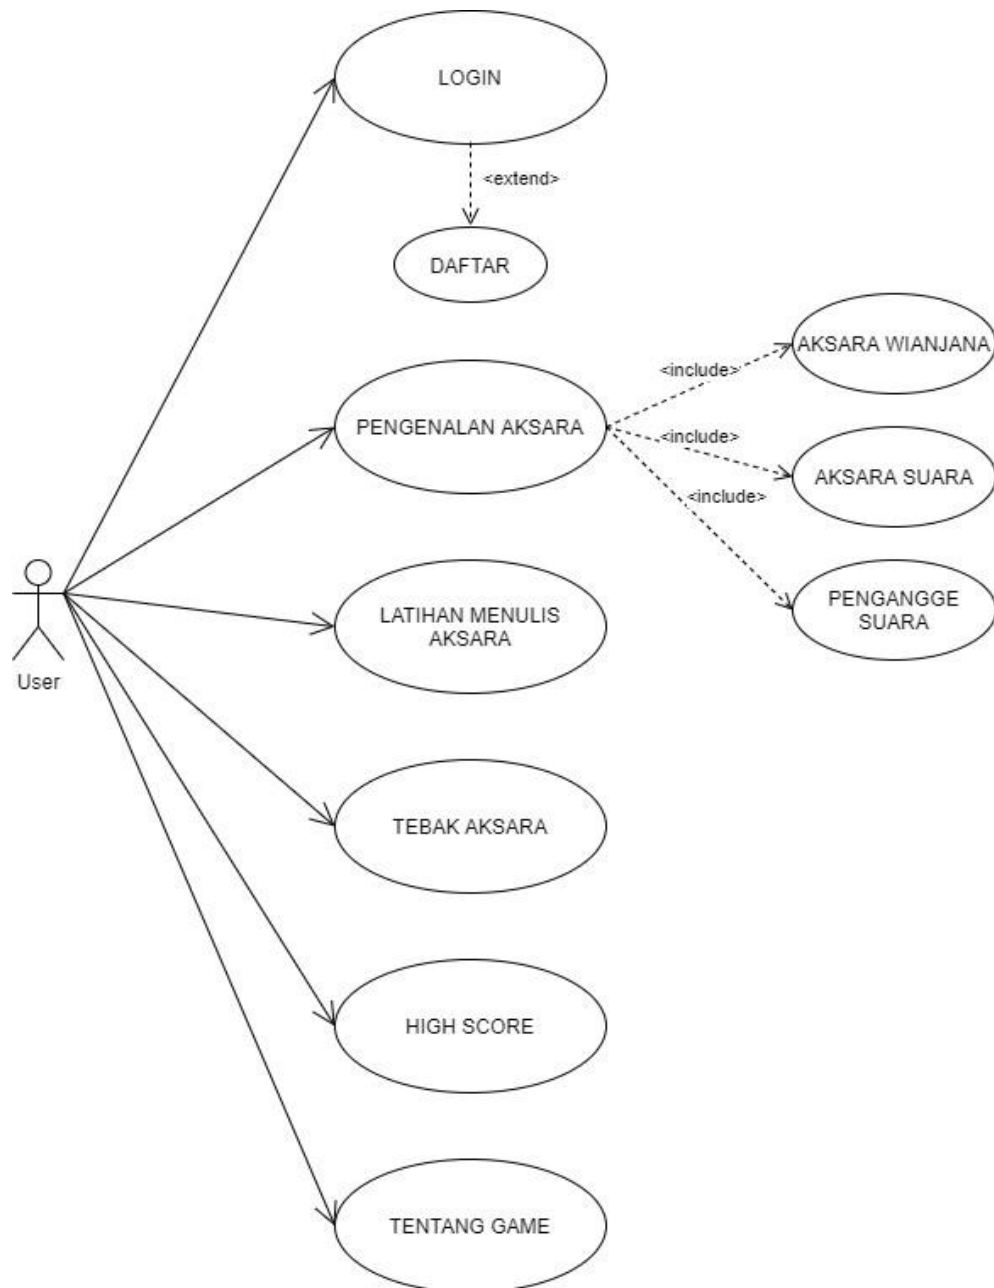 LOGIN
<extend>
DAFTAR
AKSARA WIANJANA
<include>
PENGENALAN AKSARA
<include>
AKSARA SUARA
<include>
PENGANGGE
SUARA
LATIHAN MENULIS
AKSARA
User
TEBAK AKSARA
HIGH SCORE
TENTANG GAME